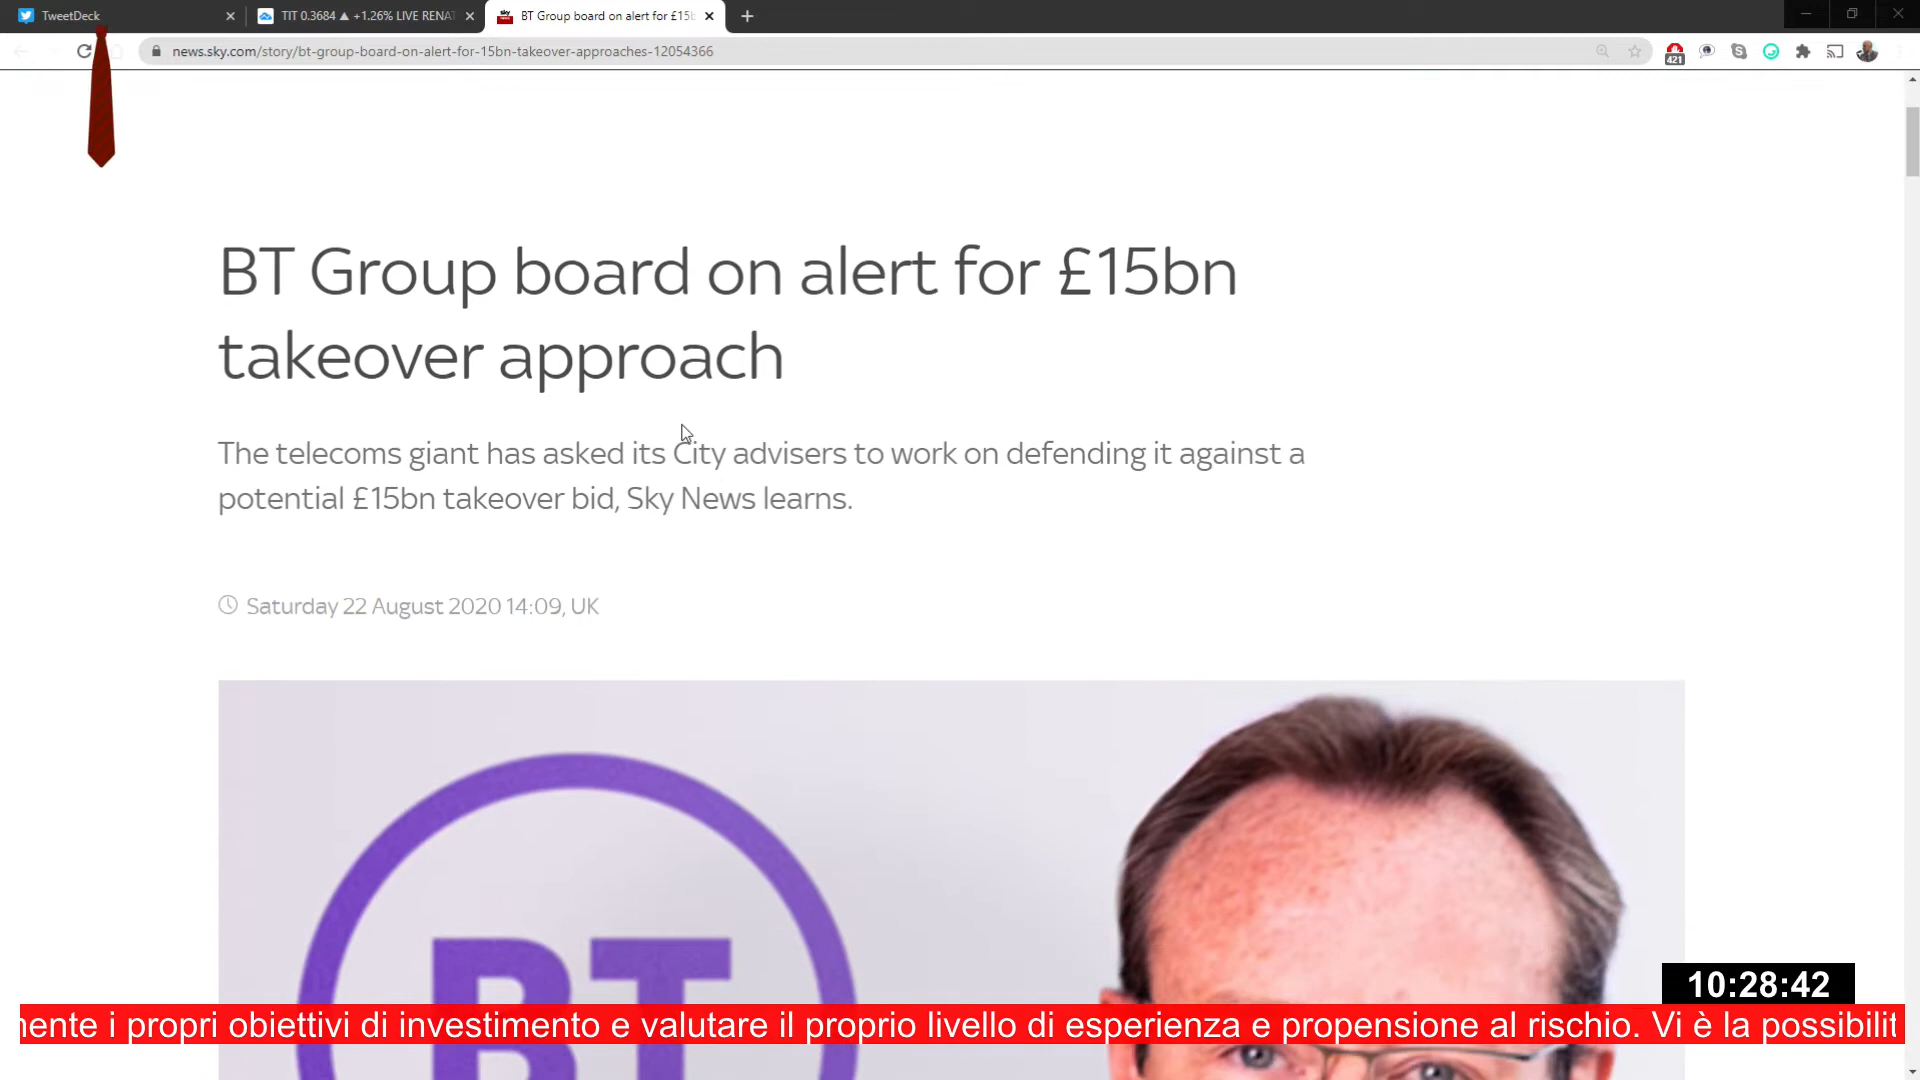 TweetDeck
TIT 0.3684 ▲ +1.26% LIVE RENAT
BT Group board on alert for £15b
news.sky.com/story/bt-group-board-on-alert-for-15bn-takeover-approaches-12054366
421
BT Group board on alert for £15bn
takeover approach
The telecoms giant has asked its City advisers to work on defending it against a
potential £15bn takeover bid, Sky News learns.
Saturday 22 August 2020 14:09, UK
BT
10:28:42
nente i propri obiettivi di investimento e valutare il proprio livello di esperienza e propensione al rischio. Vi è la possibilit